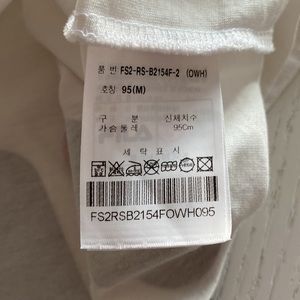 품 번 FS2-RS-B2154F-2 (OWH)
호칭 95(M)
구 분 신체치수
가슴둘레 95Cm
세 탁 표 시
FS2RSB2154FOWH095